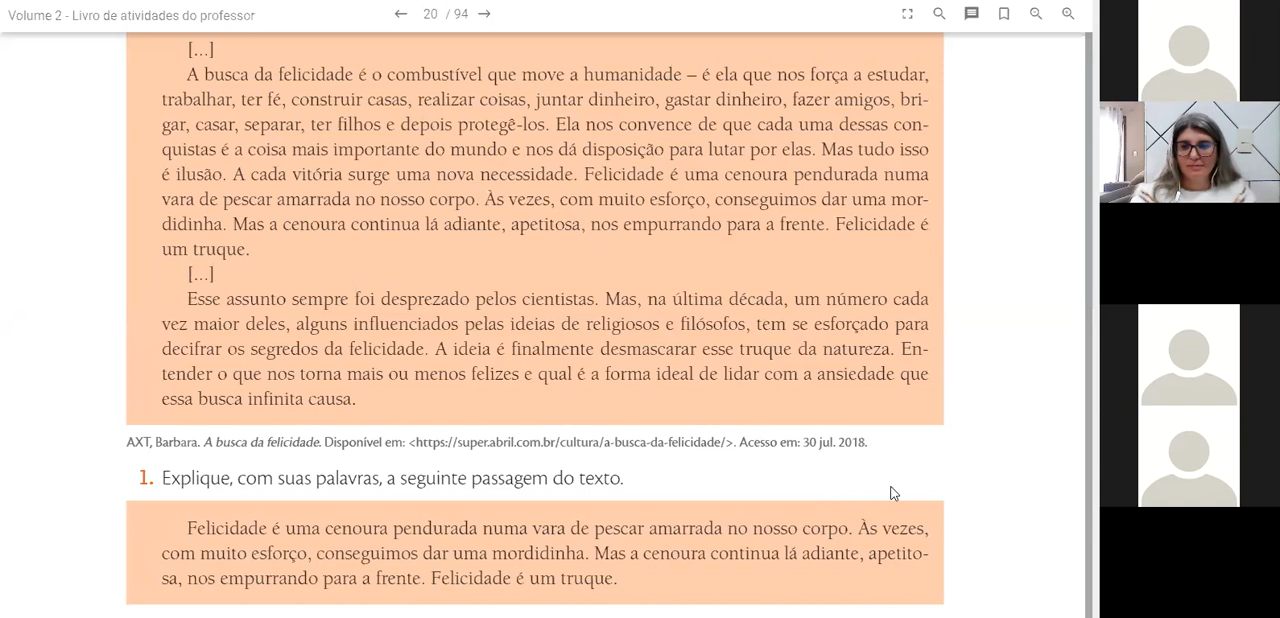 Volume 2 - Livro de atividades do professor
← 20 / 94 →
[...]
A busca da felicidade é o combustível que move a humanidade – é ela que nos força a estudar,
trabalhar, ter fé, construir casas, realizar coisas, juntar dinheiro, gastar dinheiro, fazer amigos, bri-
gar, casar, separar, ter filhos e depois protegê-los. Ela nos convence de que cada uma dessas con-
quistas é a coisa mais importante do mundo e nos dá disposição para lutar por elas. Mas tudo isso
é ilusão. A cada vitória surge uma nova necessidade. Felicidade é uma cenoura pendurada numa
vara de pescar amarrada no nosso corpo. Às vezes, com muito esforço, conseguimos dar uma mor-
didinha. Mas a cenoura continua lá adiante, apetitosa, nos empurrando para a frente. Felicidade é
um truque.
[...]
Esse assunto sempre foi desprezado pelos cientistas. Mas, na última década, um número cada
vez maior deles, alguns influenciados pelas ideias de religiosos e filósofos, tem se esforçado para
decifrar os segredos da felicidade. A ideia é finalmente desmascarar esse truque da natureza. En-
tender o que nos torna mais ou menos felizes e qual é a forma ideal de lidar com a ansiedade que
essa busca infinita causa.
AXT, Barbara. A busca da felicidade. Disponível em: <https://super.abril.com.br/cultura/a-busca-da-felicidade/>. Acesso em: 30 jul. 2018.
1. Explique, com suas palavras, a seguinte passagem do texto.
Felicidade é uma cenoura pendurada numa vara de pescar amarrada no nosso corpo. Às vezes,
com muito esforço, conseguimos dar uma mordidinha. Mas a cenoura continua lá adiante, apetito-
sa, nos empurrando para a frente. Felicidade é um truque.